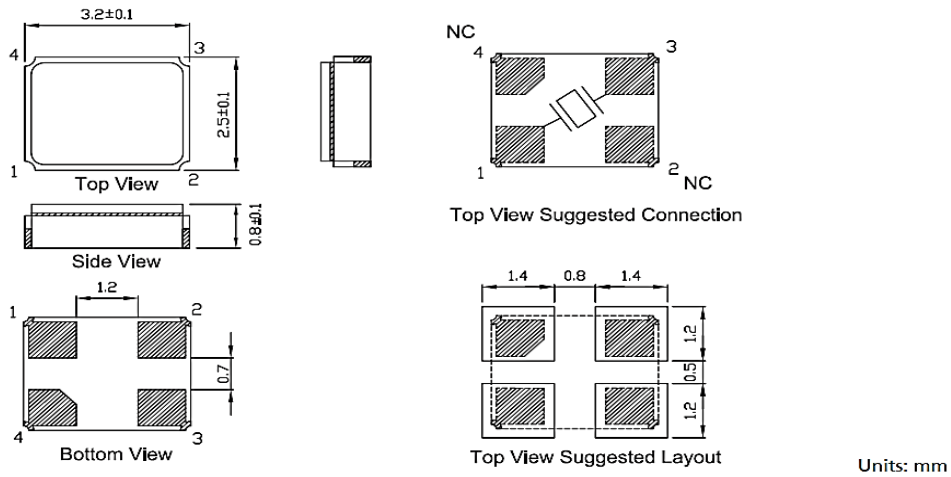 3.2±0.1
4
3
2.5±0.1
1
2
Top View
0.8±0.1
Side View
1.2
1
2
0.7
4
3
Bottom View
NC
4
3
1
2
NC
Top View Suggested Connection
1.4
0.8
1.4
1.2
0.5
1.2
Top View Suggested Layout
Units: mm